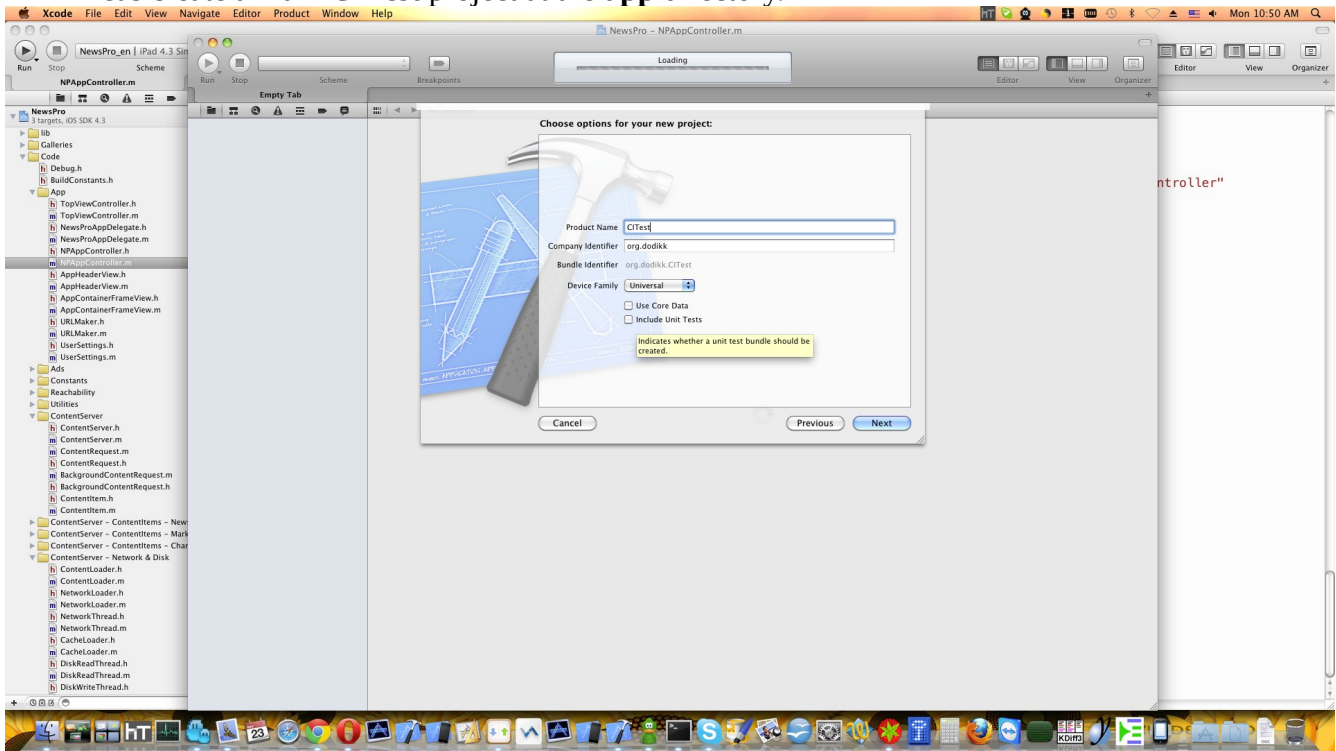 Xcode File Edit View Navigate Editor Product Window Help
Mon 10:50 AM
NewsPro – NPAppController.m
NewsPro_en | iPad 4.3 Sim
Loading
Run Stop Scheme
Run Stop Scheme Breakpoints
Editor View Organizer
Editor View Organizer
NPAppController.m
Empty Tab
NewsPro
3 targets, iOS SDK 4.3
lib
Galleries
Code
Debug.h
BuildConstants.h
App
TopViewController.h
TopViewController.m
NewsProAppDelegate.h
NewsProAppDelegate.m
NPAppController.h
NPAppController.m
AppHeaderView.h
AppHeaderView.m
AppContainerFrameView.h
AppContainerFrameView.m
URLMaker.h
URLMaker.m
UserSettings.h
UserSettings.m
Ads
Constants
Reachability
Utilities
ContentServer
ContentServer.h
ContentServer.m
ContentRequest.m
ContentRequest.h
BackgroundContentRequest.m
BackgroundContentRequest.h
ContentItem.h
ContentItem.m
ContentServer – ContentItems – News
ContentServer – ContentItems – Mark
ContentServer – ContentItems – Char
ContentServer – Network & Disk
ContentLoader.h
ContentLoader.m
NetworkLoader.h
NetworkLoader.m
NetworkThread.h
NetworkThread.m
CacheLoader.h
CacheLoader.m
DiskReadThread.h
DiskReadThread.m
DiskWriteThread.h
Choose options for your new project:
Product Name CITest
Company Identifier org.dodikk
Bundle Identifier org.dodikk.CITest
Device Family Universal
Use Core Data
Include Unit Tests
Indicates whether a unit test bundle should be
created.
Cancel Previous Next
ntroller"